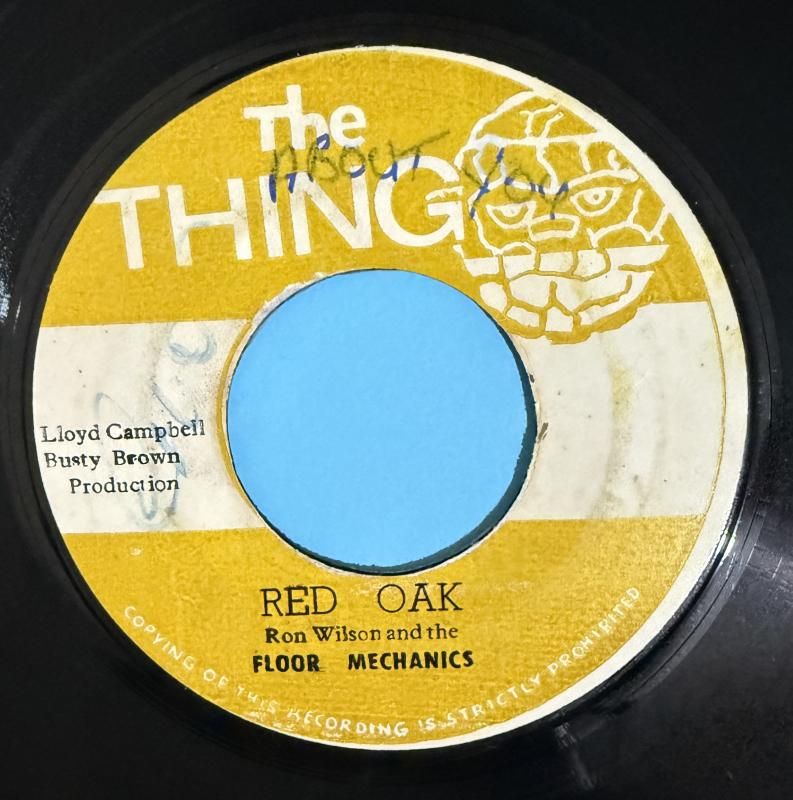 The
THING
ABOUT YOU
Lloyd Campbell
Busty Brown
Production
RED OAK
Ron Wilson and the
FLOOR MECHANICS
COPYING OF THIS RECORDING IS STRICTLY PROHIBITED